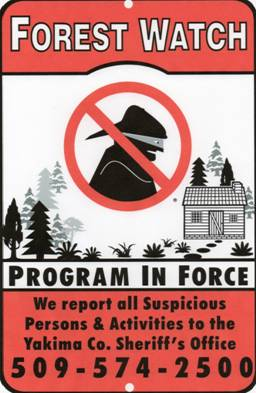 FOREST WATCH
PROGRAM IN FORCE
We report all Suspicious
Persons & Activities to the
Yakima Co. Sheriff's Office
509-574-2500